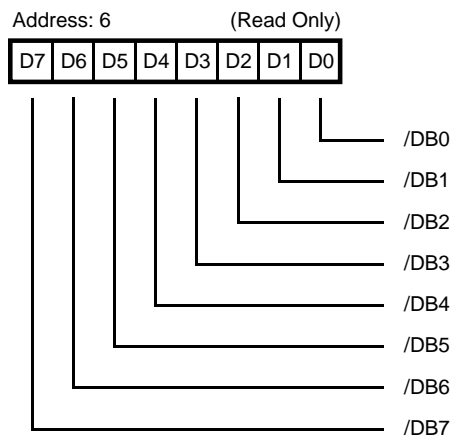 Address: 6 (Read Only)
D7 D6 D5 D4 D3 D2 D1 D0
/DB0
/DB1
/DB2
/DB3
/DB4
/DB5
/DB6
/DB7